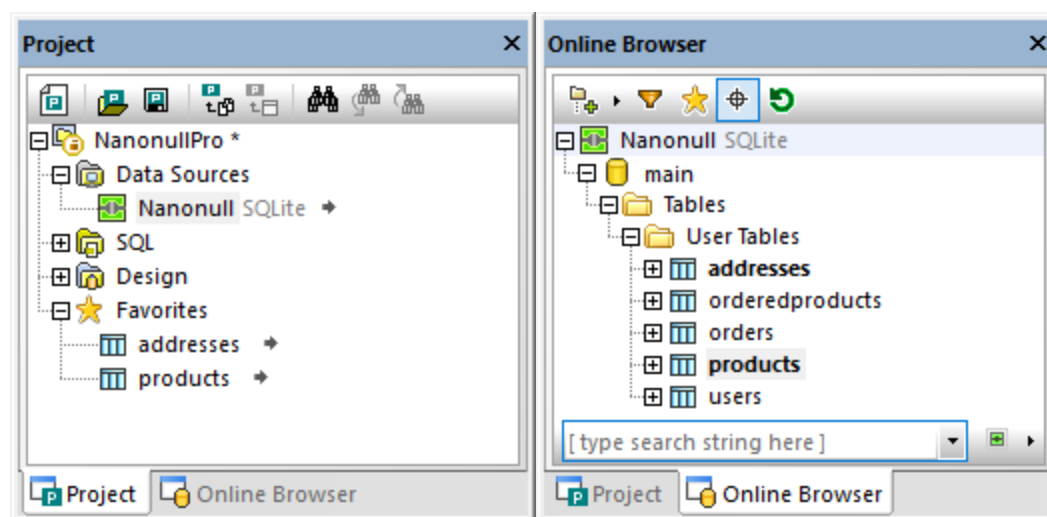 Project
NanonullPro *
Data Sources
Nanonull SQLite
SQL
Design
Favorites
addresses
products
Project Online Browser
Online Browser
Nanonull SQLite
main
Tables
User Tables
addresses
orderedproducts
orders
products
users
[ type search string here ]
Project Online Browser